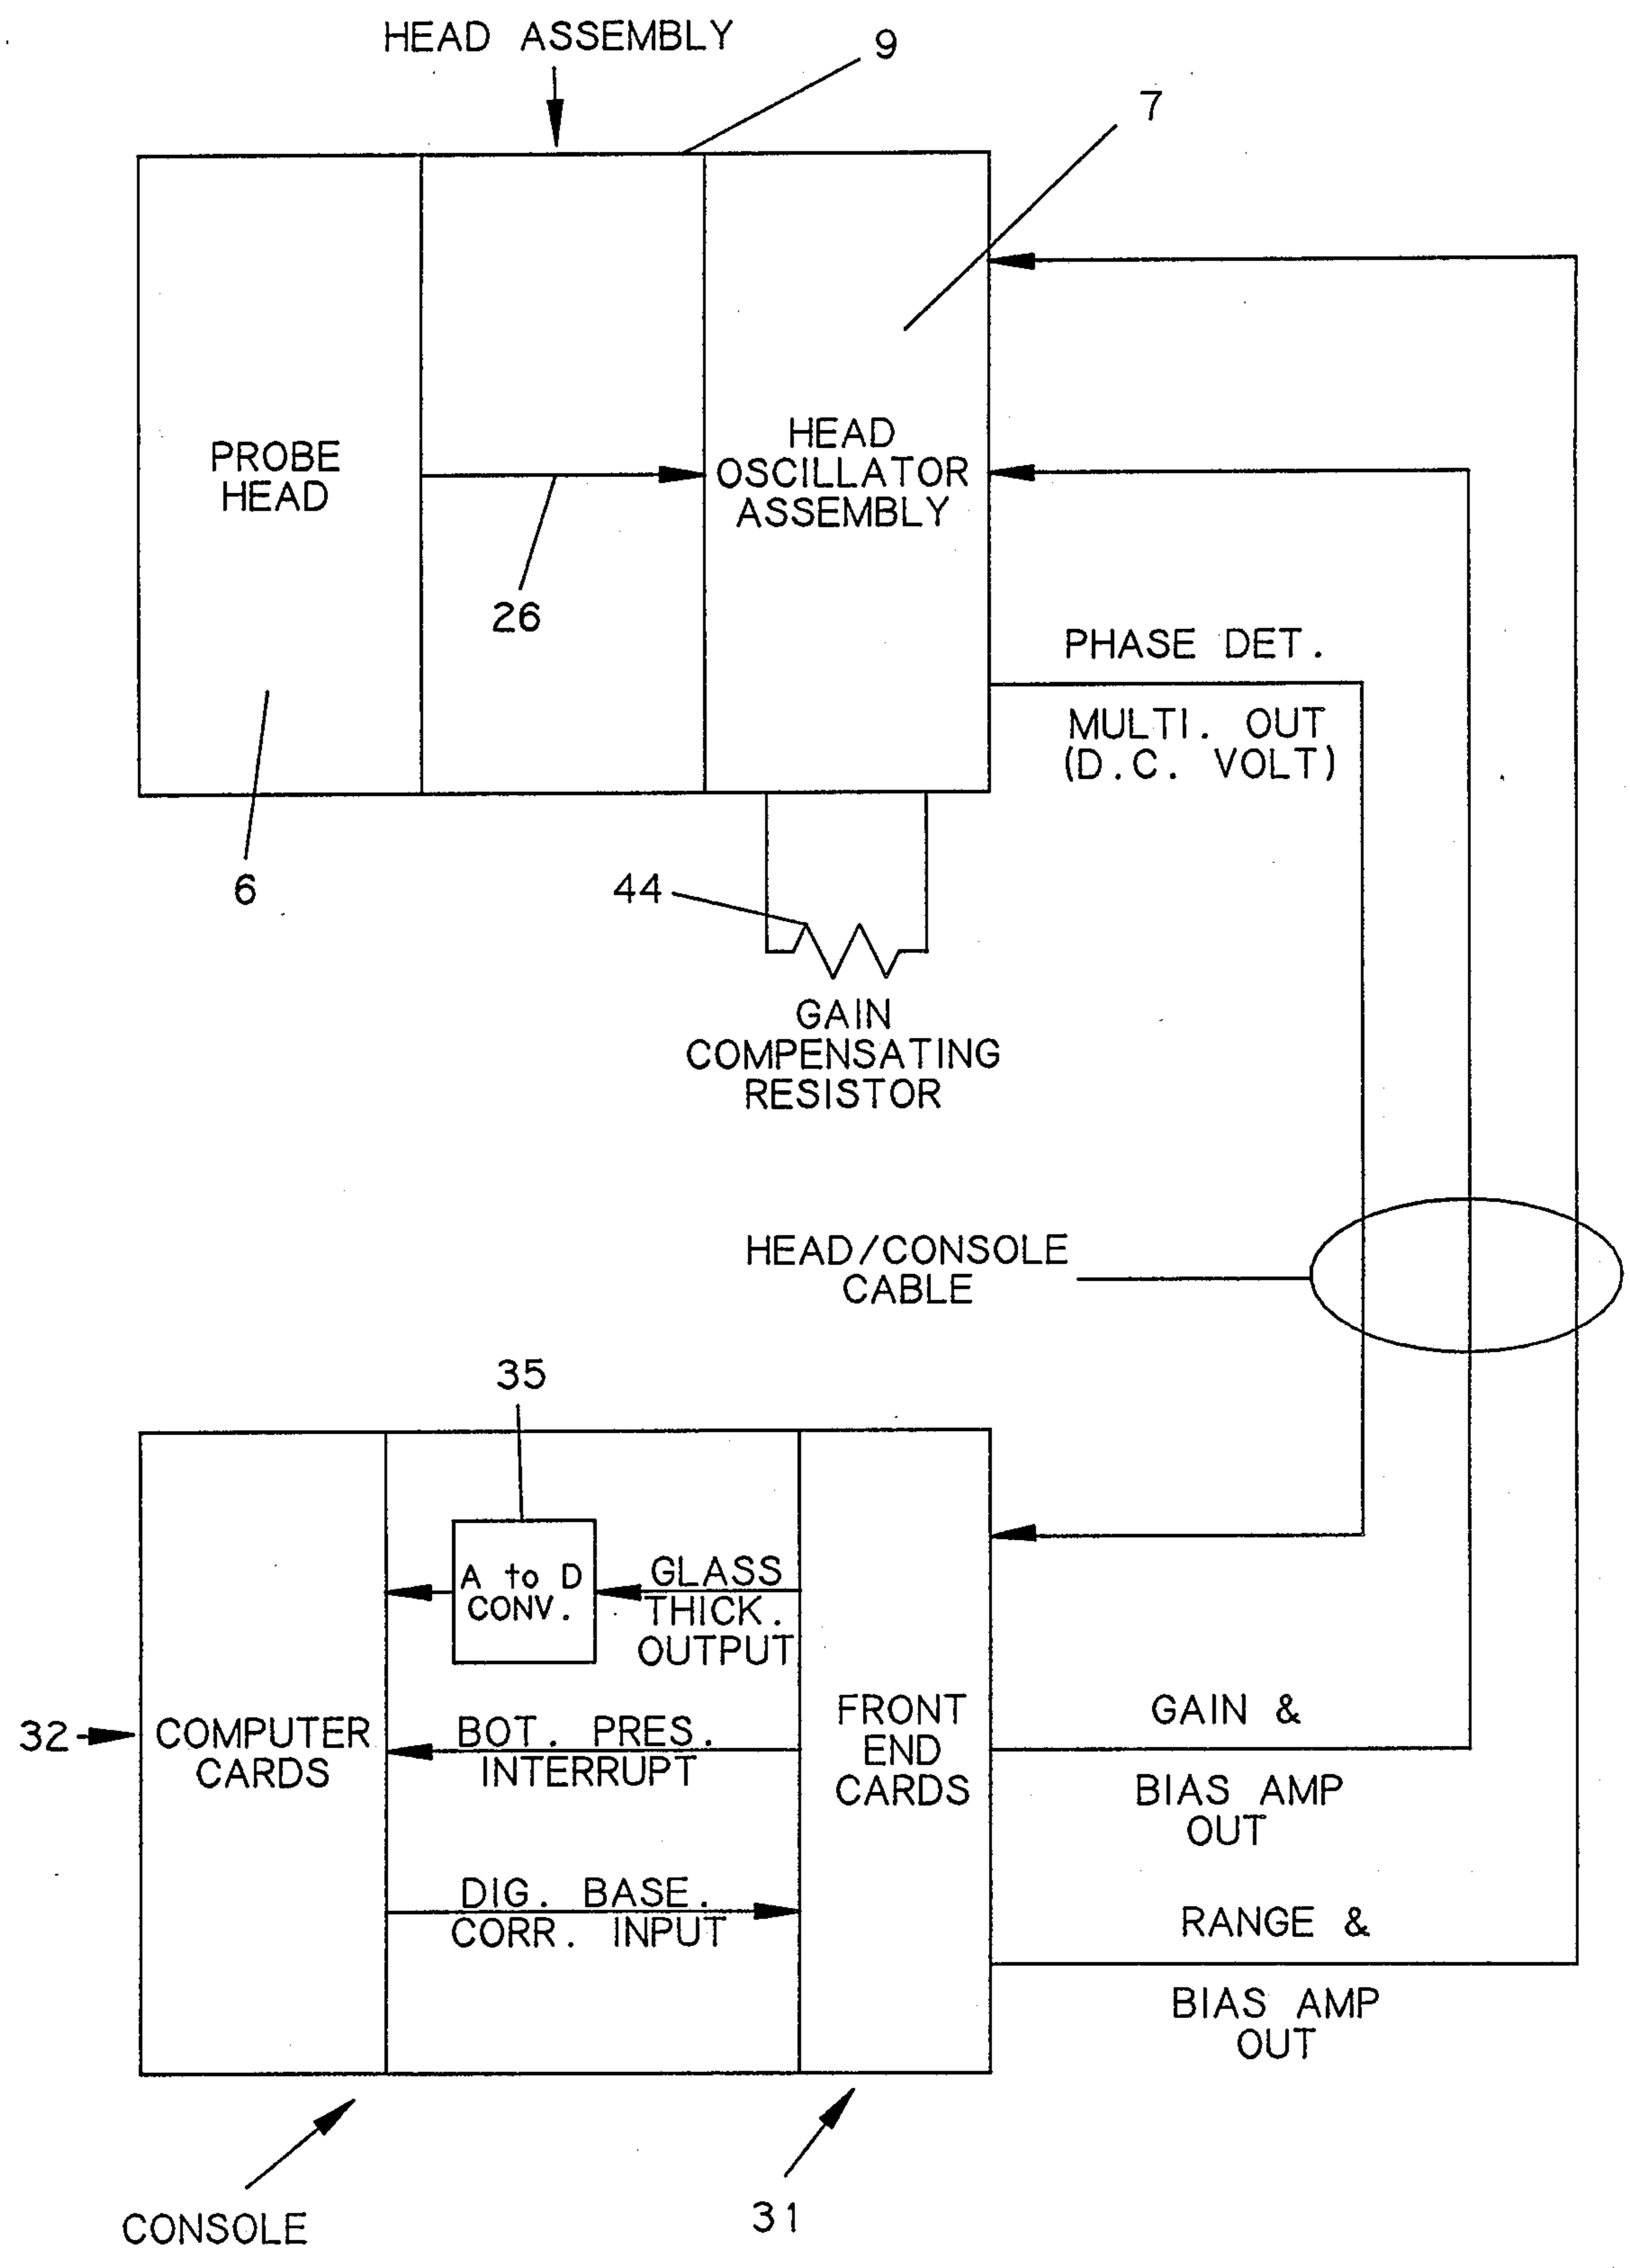 HEAD ASSEMBLY
9
7
PROBE
HEAD
HEAD
OSCILLATOR
ASSEMBLY
26
PHASE DET.
MULTI. OUT
(D.C. VOLT)
6
44
GAIN
COMPENSATING
RESISTOR
HEAD/CONSOLE
CABLE
35
A to D
CONV.
GLASS
THICK.
OUTPUT
32
COMPUTER
CARDS
BOT. PRES.
INTERRUPT
FRONT
END
CARDS
GAIN &
BIAS AMP
OUT
DIG. BASE.
CORR. INPUT
RANGE &
BIAS AMP
OUT
CONSOLE
31